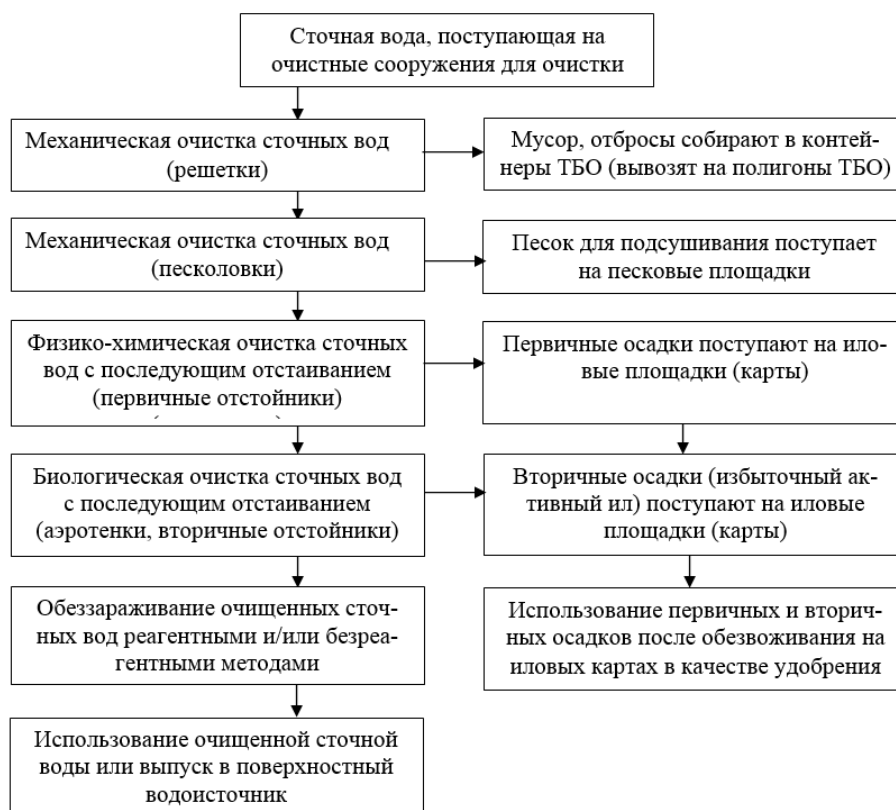 Сточная вода, поступающая на
очистные сооружения для очистки
Механическая очистка сточных вод
(решетки)
Мусор, отбросы собирают в контей-
неры ТБО (вывозят на полигоны ТБО)
Механическая очистка сточных вод
(песколовки)
Песок для подсушивания поступает
на песковые площадки
Физико-химическая очистка сточных
вод с последующим отстаиванием
(первичные отстойники)
Первичные осадки поступают на ило-
вые площадки (карты)
Биологическая очистка сточных вод
с последующим отстаиванием
(аэротенки, вторичные отстойники)
Вторичные осадки (избыточный ак-
тивный ил) поступают на иловые
площадки (карты)
Обеззараживание очищенных сточ-
ных вод реагентными и/или безреа-
гентными методами
Использование первичных и вторич-
ных осадков после обезвоживания на
иловых картах в качестве удобрения
Использование очищенной сточной
воды или выпуск в поверхностный
водоисточник